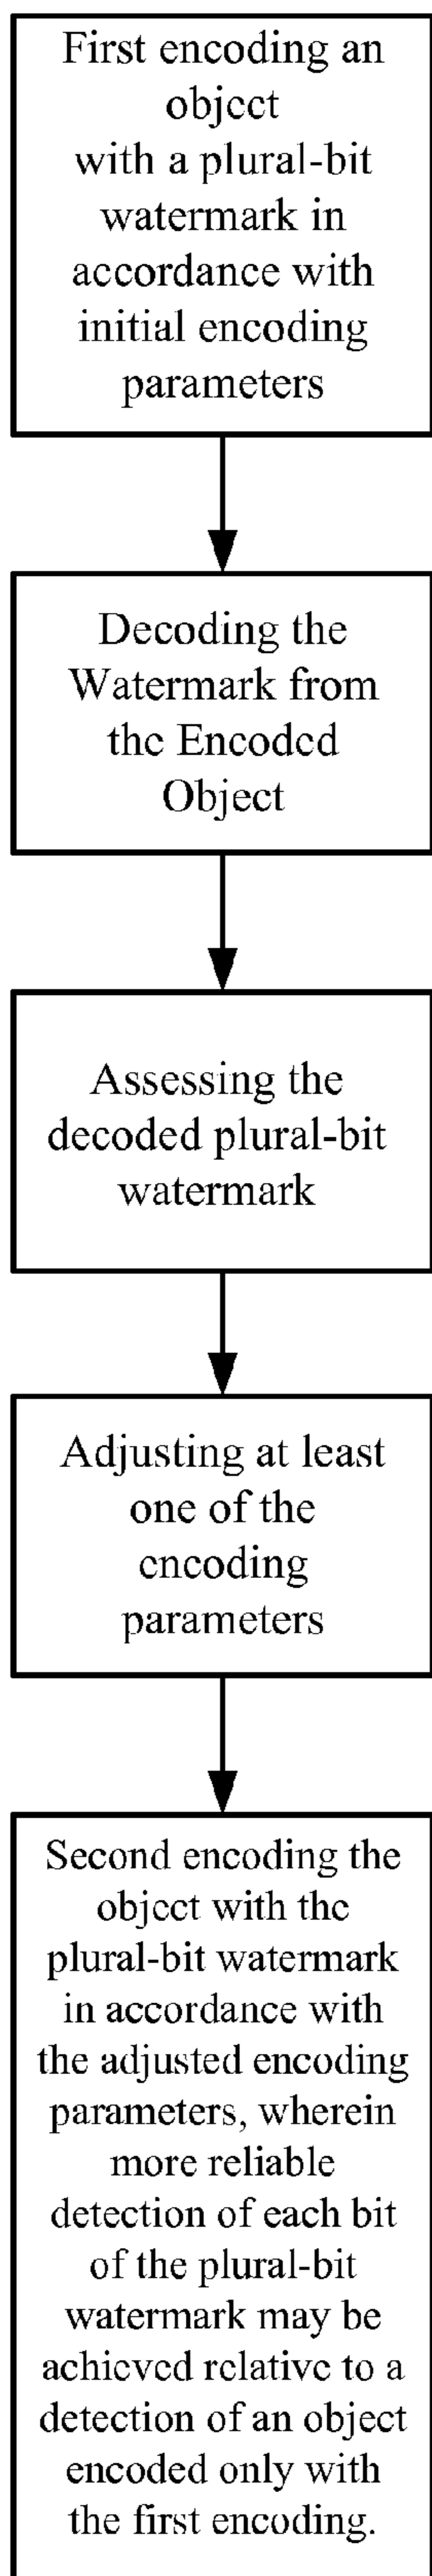 First encoding an
object
with a plural-bit
watermark in
accordance with
initial encoding
parameters
Decoding the
Watermark from
the Encoded
Object
Assessing the
decoded plural-bit
watermark
Adjusting at least
one of the
encoding
parameters
Second encoding the
object with the
plural-bit watermark
in accordance with
the adjusted encoding
parameters, wherein
more reliable
detection of each bit
of the plural-bit
watermark may be
achieved relative to a
detection of an object
encoded only with
the first encoding.